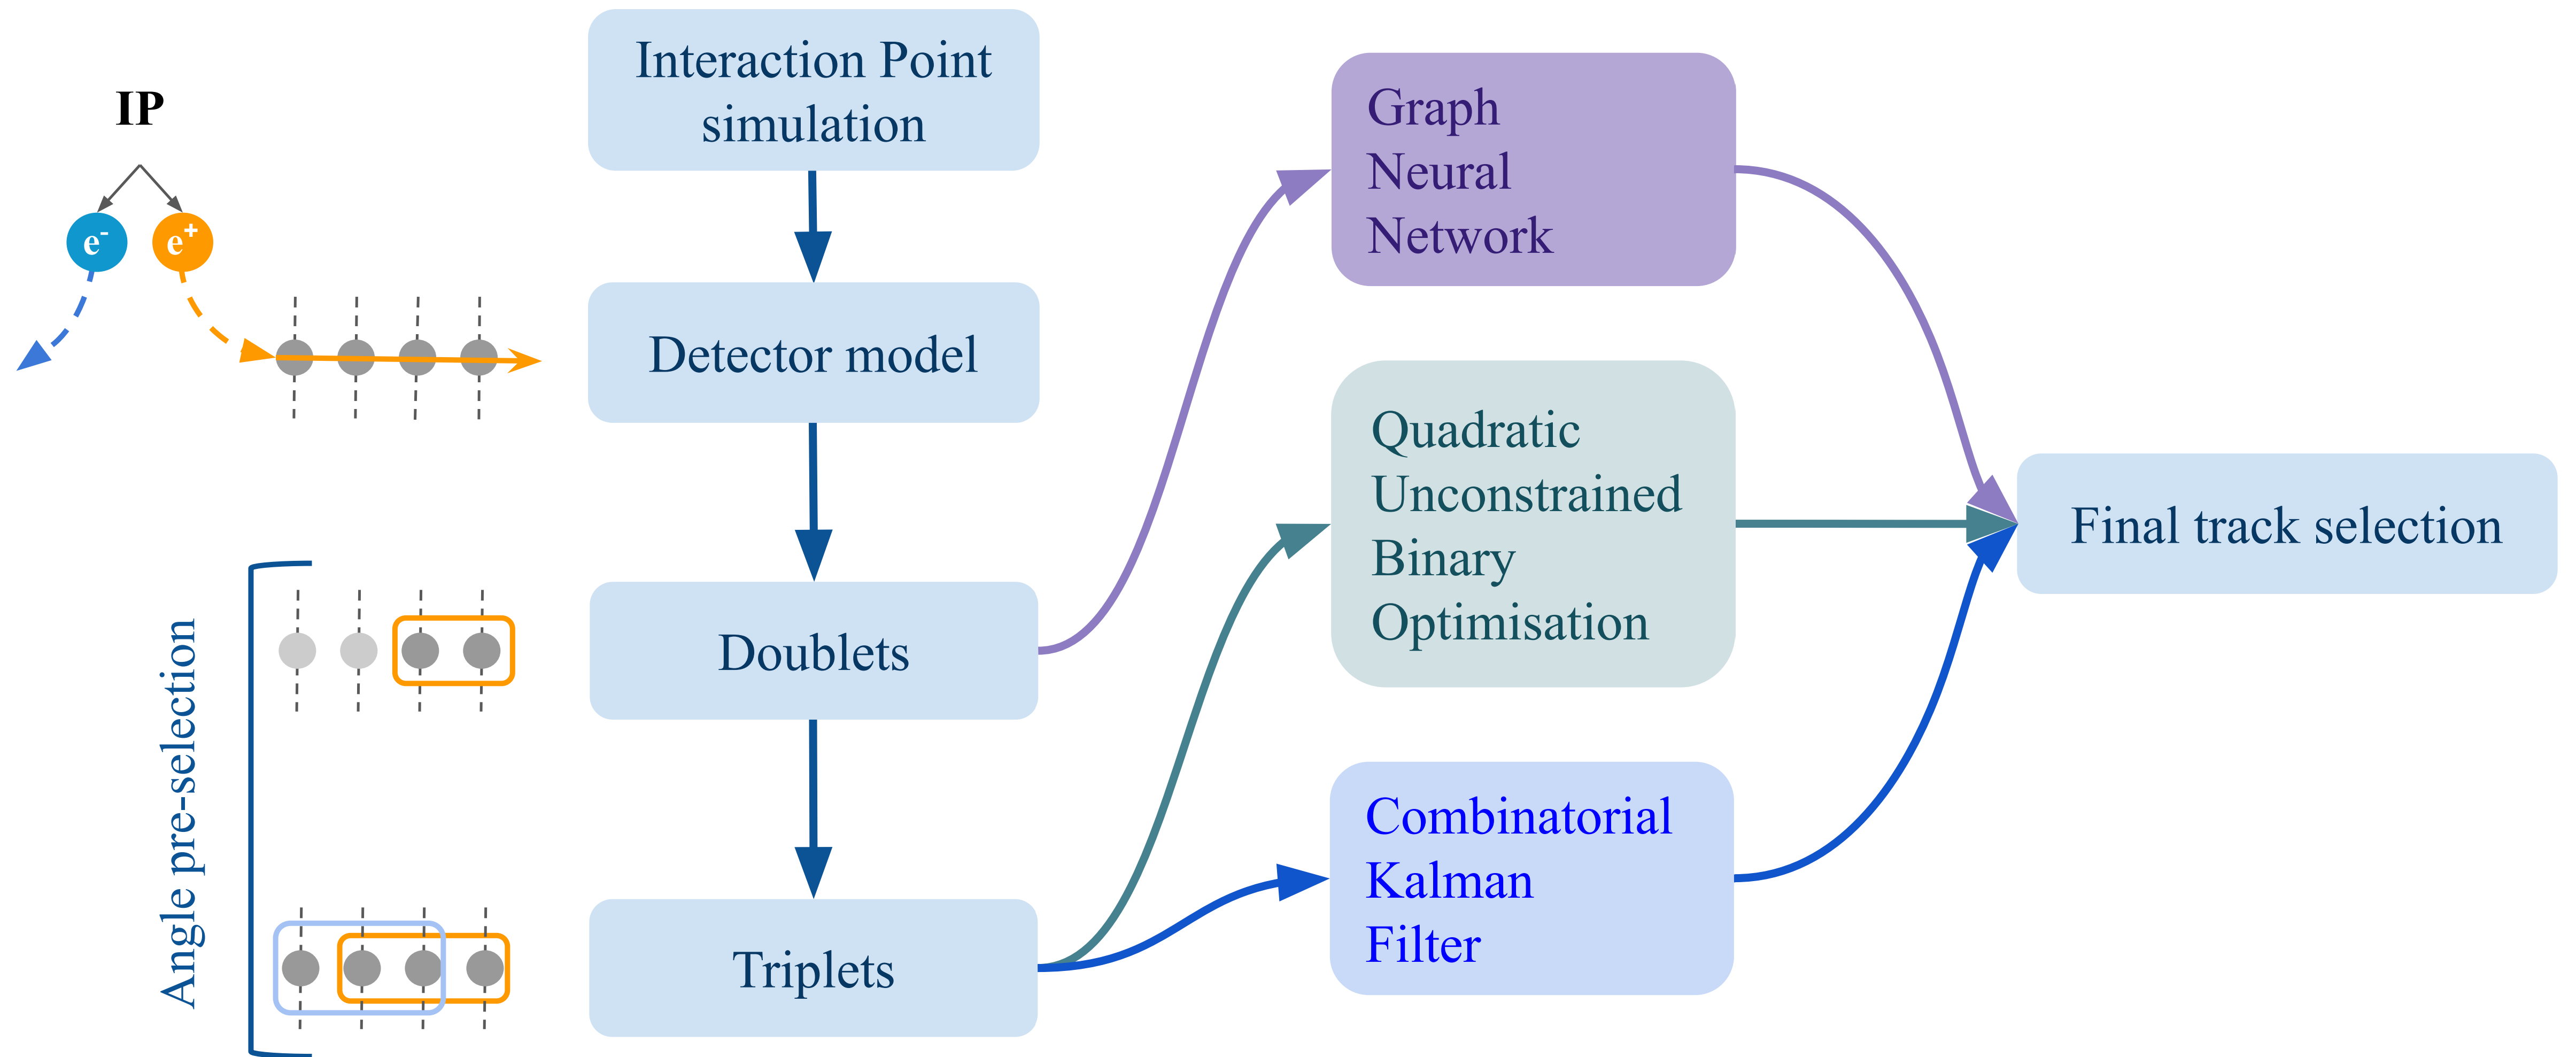 IP
e-
e+
Angle pre-selection
Interaction Point
simulation
Detector model
Doublets
Triplets
Graph
Neural
Network
Quadratic
Unconstrained
Binary
Optimisation
Combinatorial
Kalman
Filter
Final track selection